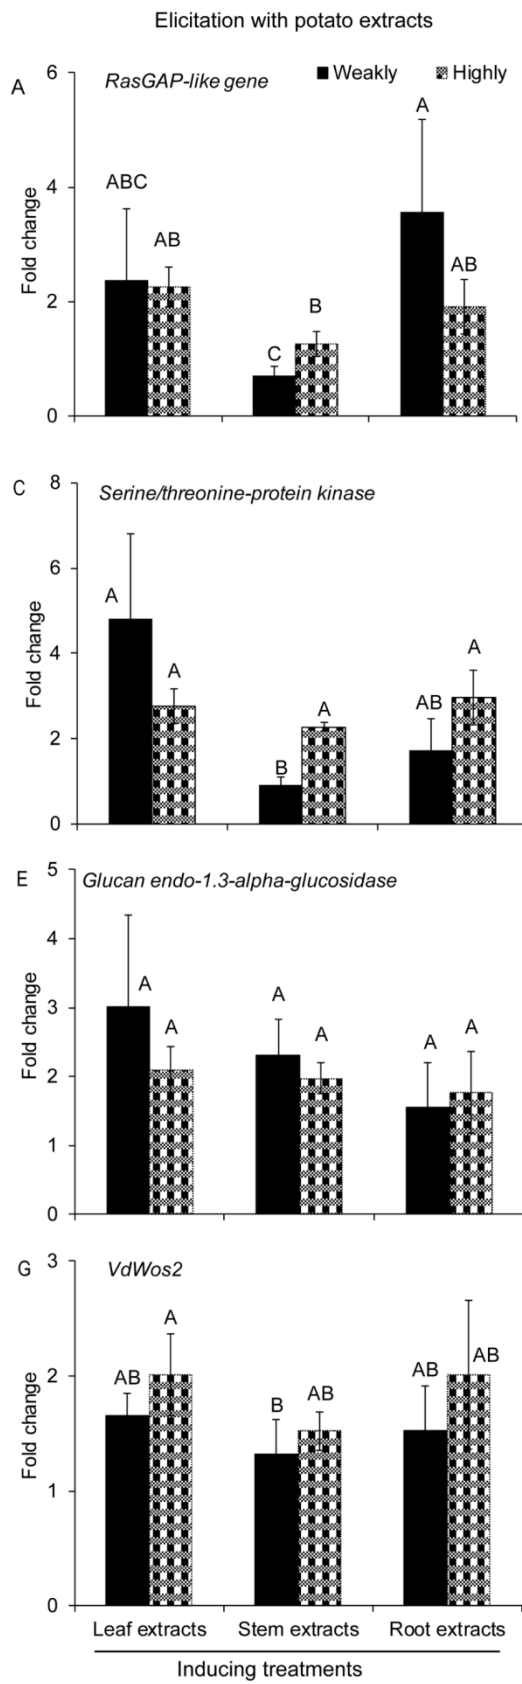 Elicitation with potato extracts
A RasGAP-like gene Weakly Highly
6
4
2
0
Fold change
ABC AB C B A AB
C Serine/threonine-protein kinase
8
6
4
2
0
Fold change
A A B A AB A
E Glucan endo-1.3-alpha-glucosidase
5
4
3
2
1
0
Fold change
A A A A A A
G VdWos2
3
2
1
0
Fold change
AB A B AB AB AB
Leaf extracts Stem extracts Root extracts
Inducing treatments